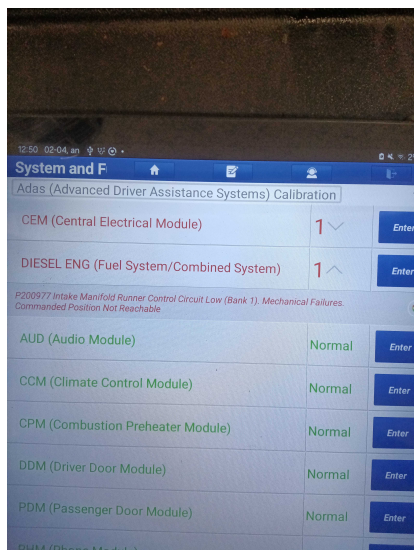 12:50 02-04, an
System and F
Adas (Advanced Driver Assistance Systems) Calibration
CEM (Central Electrical Module) 1 Enter
DIESEL ENG (Fuel System/Combined System) 1 Enter
P200977 Intake Manifold Runner Control Circuit Low (Bank 1). Mechanical Failures.
Commanded Position Not Reachable
AUD (Audio Module) Normal Enter
CCM (Climate Control Module) Normal Enter
CPM (Combustion Preheater Module) Normal Enter
DDM (Driver Door Module) Normal Enter
PDM (Passenger Door Module) Normal Enter